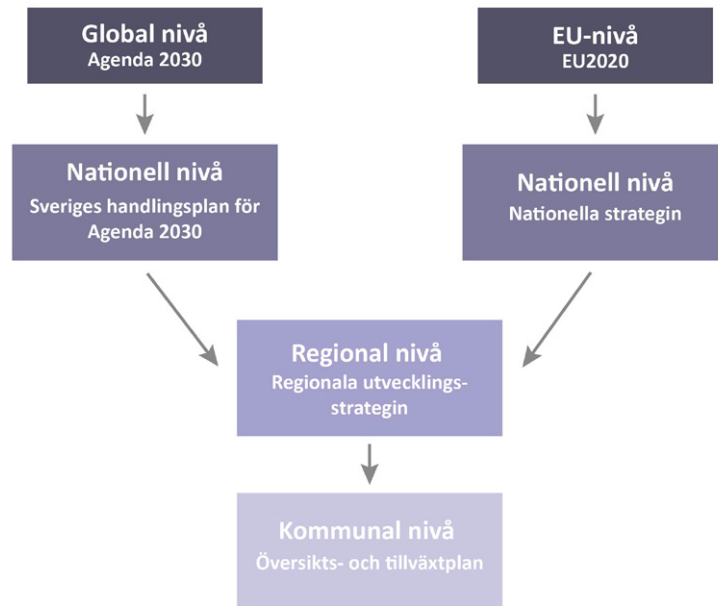 Global nivå
Agenda 2030
EU-nivå
EU2020
Nationell nivå
Sveriges handlingsplan för
Agenda 2030
Nationell nivå
Nationella strategin
Regional nivå
Regionala utvecklings-
strategin
Kommunal nivå
Översikts- och tillväxtplan